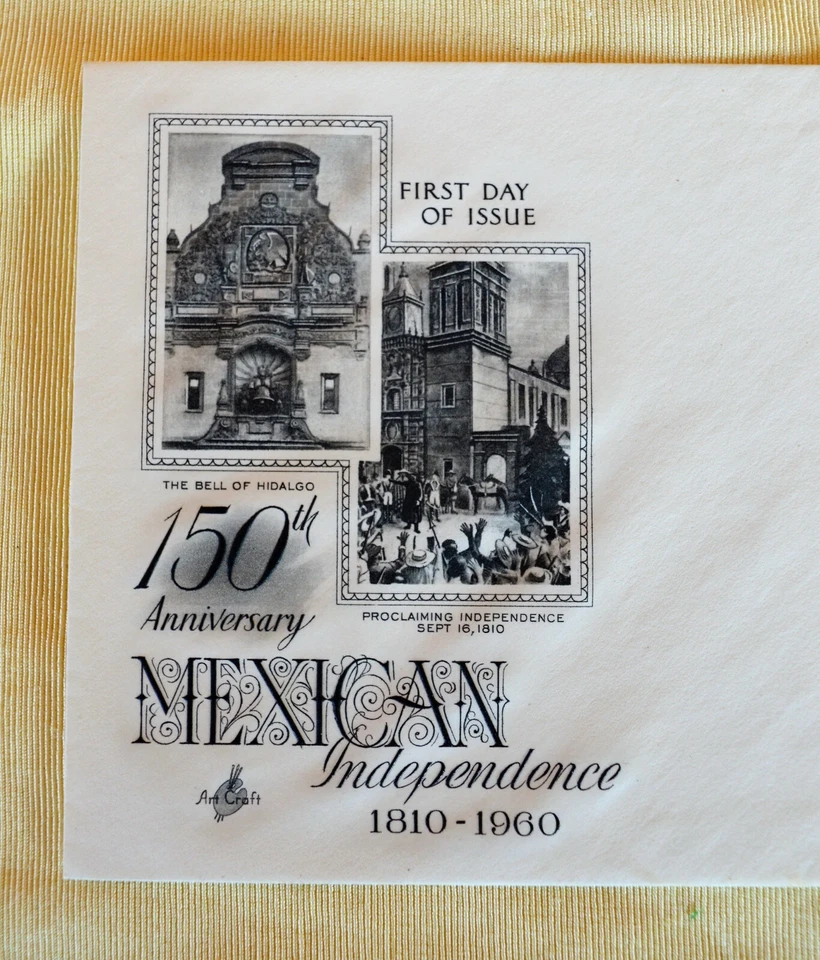 FIRST DAY
OF ISSUE
THE BELL OF HIDALGO
150th
Anniversary
PROCLAIMING INDEPENDENCE
SEPT 16, 1810
MEXICAN
Independence
Art Craft
1810 - 1960